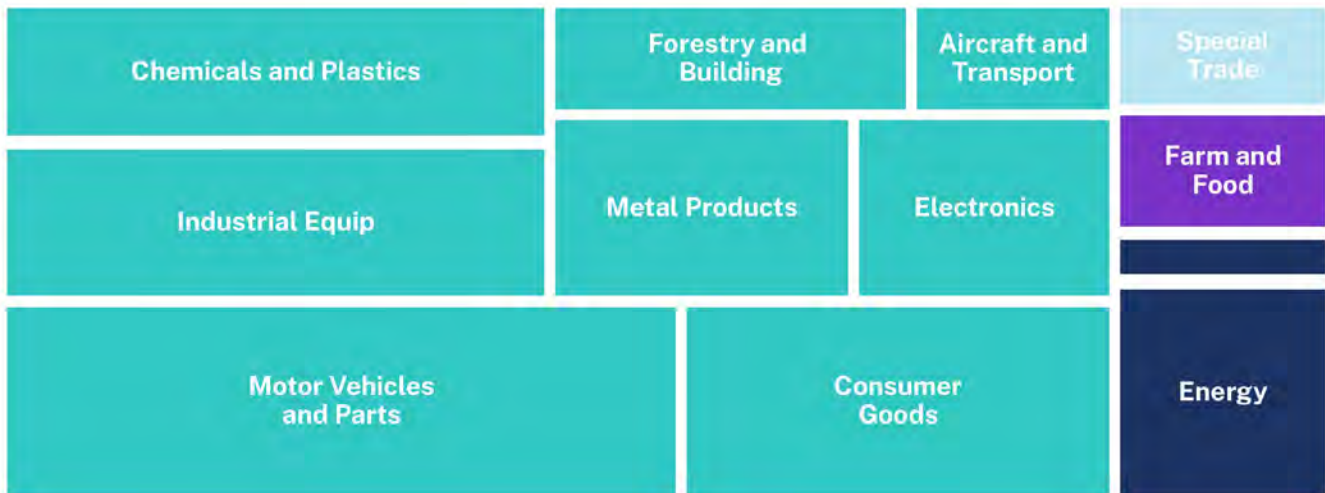 Chemicals and Plastics
Forestry and
Building
Aircraft and
Transport
Special
Trade
Industrial Equip
Metal Products
Electronics
Farm and
Food
Motor Vehicles
and Parts
Consumer
Goods
Energy